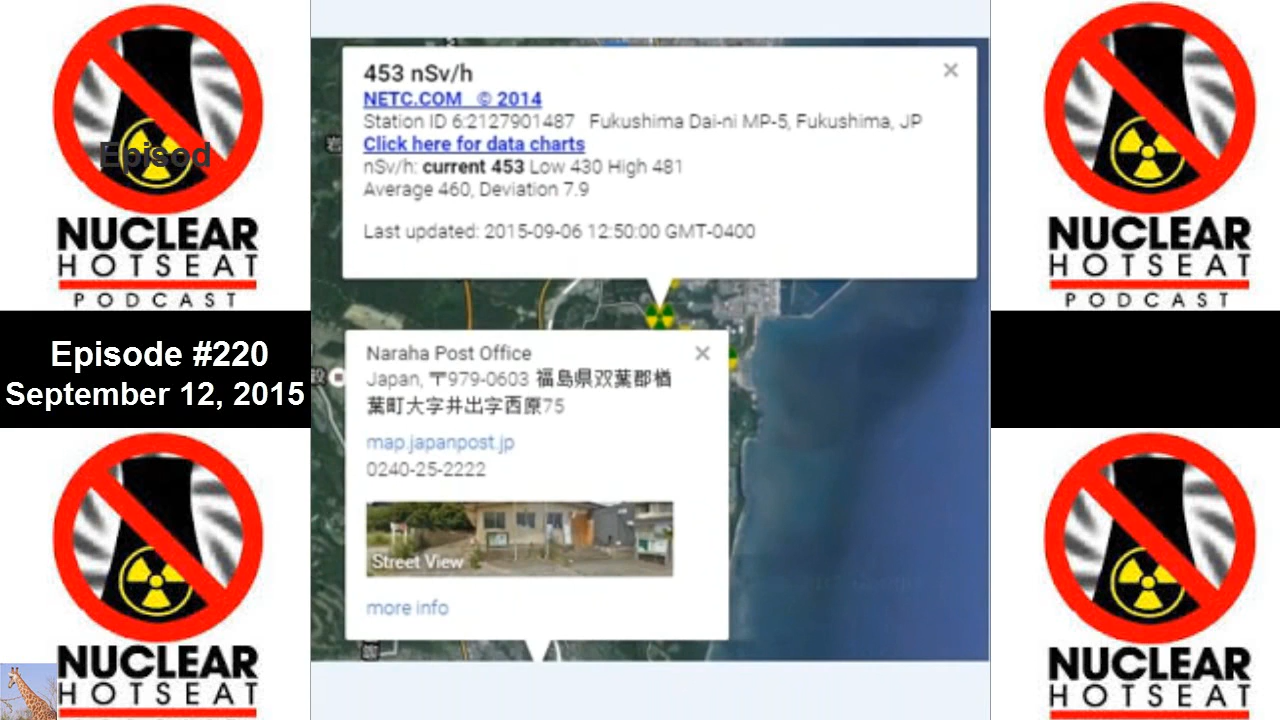 Episod
NUCLEAR
HOTSEAT
PODCAST
Episode #220
September 12, 2015
NUCLEAR
HOTSEAT
453 nSv/h
NETC.COM © 2014
Station ID 6:2127901487 Fukushima Dai-ni MP-5, Fukushima, JP
Click here for data charts
nSv/h: current 453 Low 430 High 481
Average 460, Deviation 7.9
Last updated: 2015-09-06 12:50:00 GMT-0400
Naraha Post Office
Japan, 〒979-0603 福島県双葉郡楢
葉町大字井出字西原75
map.japanpost.jp
0240-25-2222
Street View
more info
NUCLEAR
HOTSEAT
PODCAST
NUCLEAR
HOTSEAT